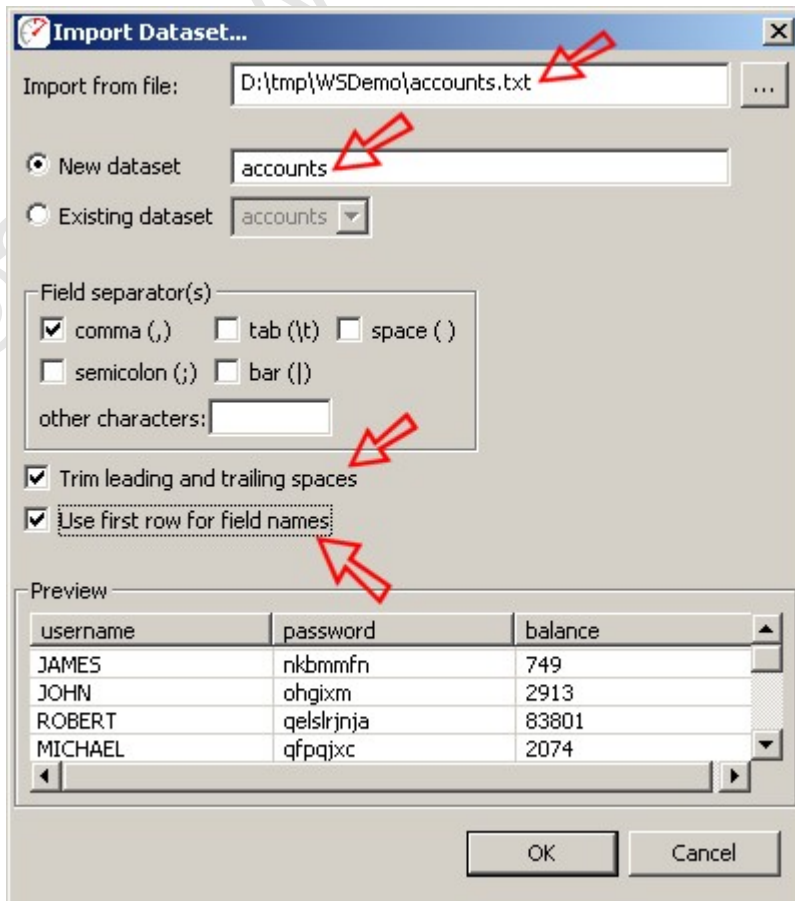 Import Dataset...
Import from file: D:\tmp\WSDemo\accounts.txt ...
New dataset accounts
Existing dataset accounts
Field separator(s)
comma (,) tab (\t) space ( )
semicolon (;) bar (|)
other characters:
Trim leading and trailing spaces
Use first row for field names
Preview
username password balance
JAMES nkbmmfn 749
JOHN ohgixm 2913
ROBERT qelslrjnja 83801
MICHAEL qfpqjxc 2074
OK Cancel